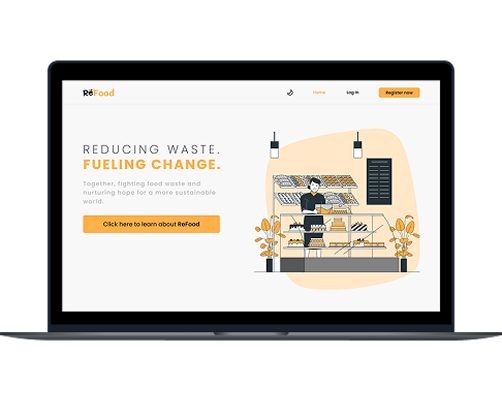 ReFood
Home
Log in
Register now
REDUCING WASTE.
FUELING CHANGE.
Together, fighting food waste and
nurturing hope for a more sustainable
world.
Click here to learn about ReFood